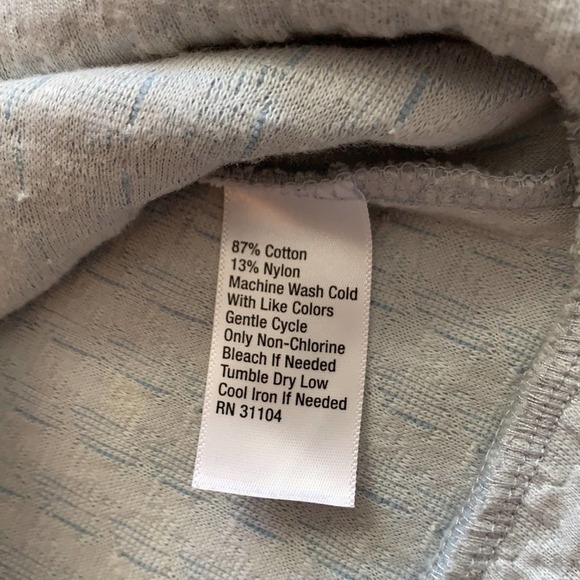 87% Cotton
13% Nylon
Machine Wash Cold
With Like Colors
Gentle Cycle
Only Non-Chlorine
Bleach If Needed
Tumble Dry Low
Cool Iron If Needed
RN 31104